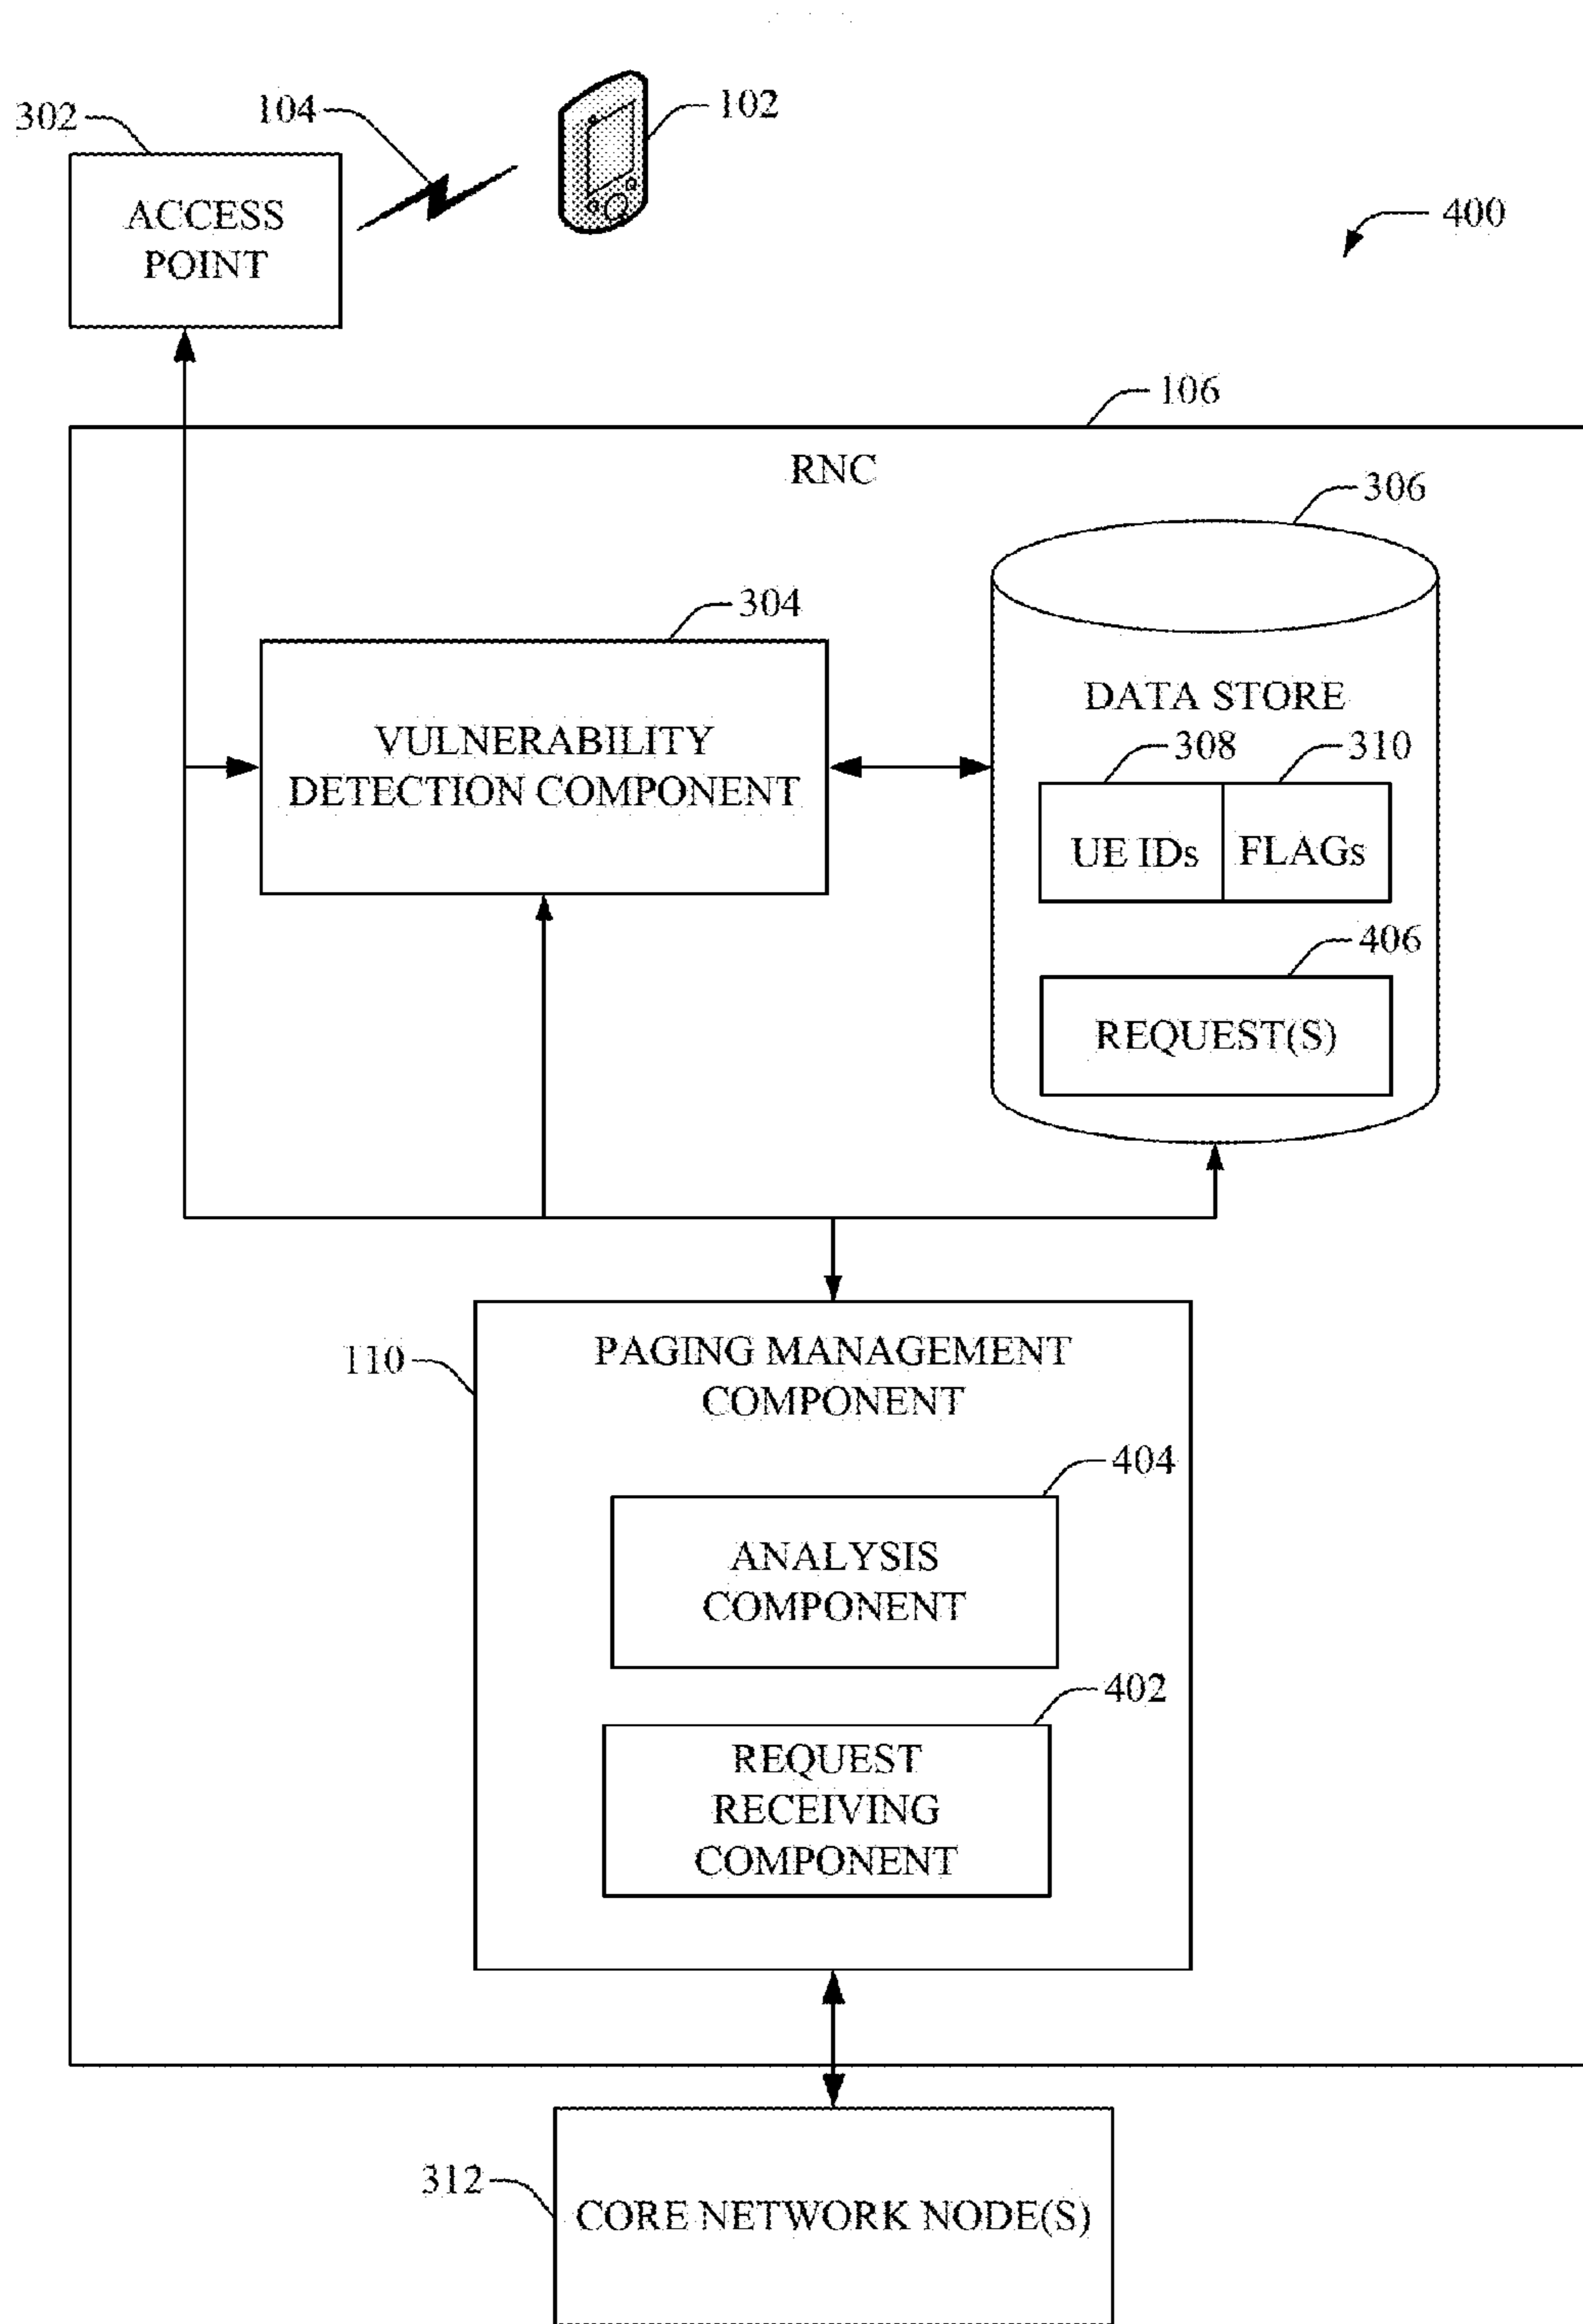 302
104
102
ACCESS
POINT
400
106
RNC
306
304
DATA STORE
VULNERABILITY
DETECTION COMPONENT
308
310
UE IDs
FLAGs
406
REQUEST(S)
110
PAGING MANAGEMENT
COMPONENT
404
ANALYSIS
COMPONENT
402
REQUEST
RECEIVING
COMPONENT
312
CORE NETWORK NODE(S)